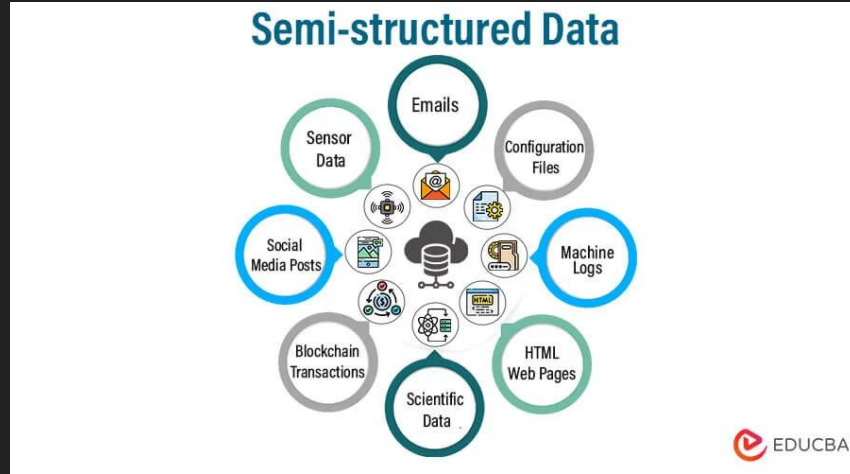 Semi-structured Data
Emails
Configuration
Files
Machine
Logs
HTML
Web Pages
Scientific
Data
Blockchain
Transactions
Social
Media Posts
Sensor
Data
HTML
EDUCBA